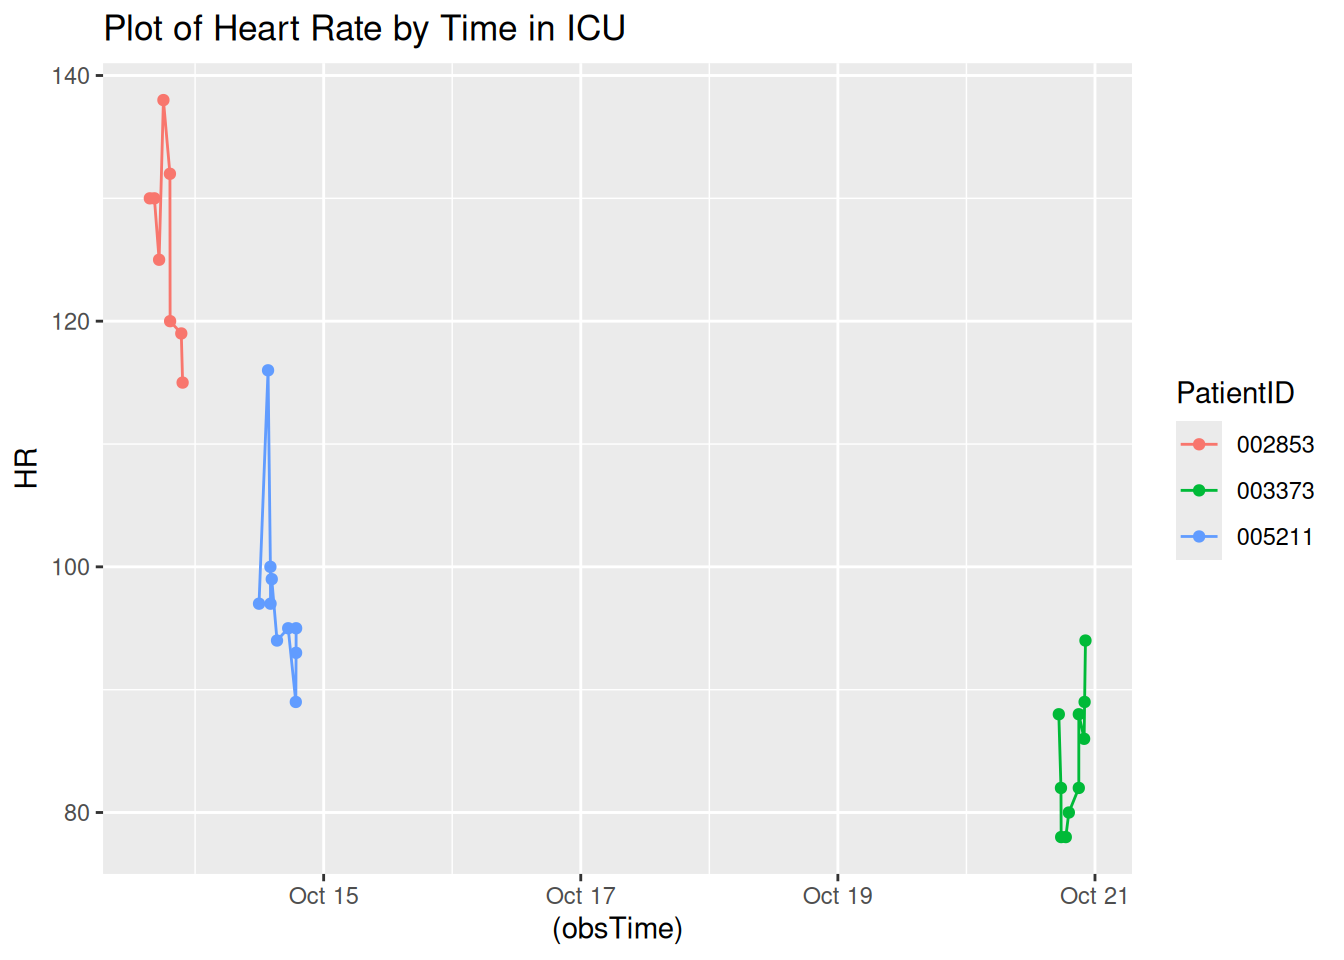 Plot of Heart Rate by Time in ICU
140
120
100
80
HR
Oct 15
Oct 17
Oct 19
Oct 21
(obsTime)
PatientID
002853
003373
005211